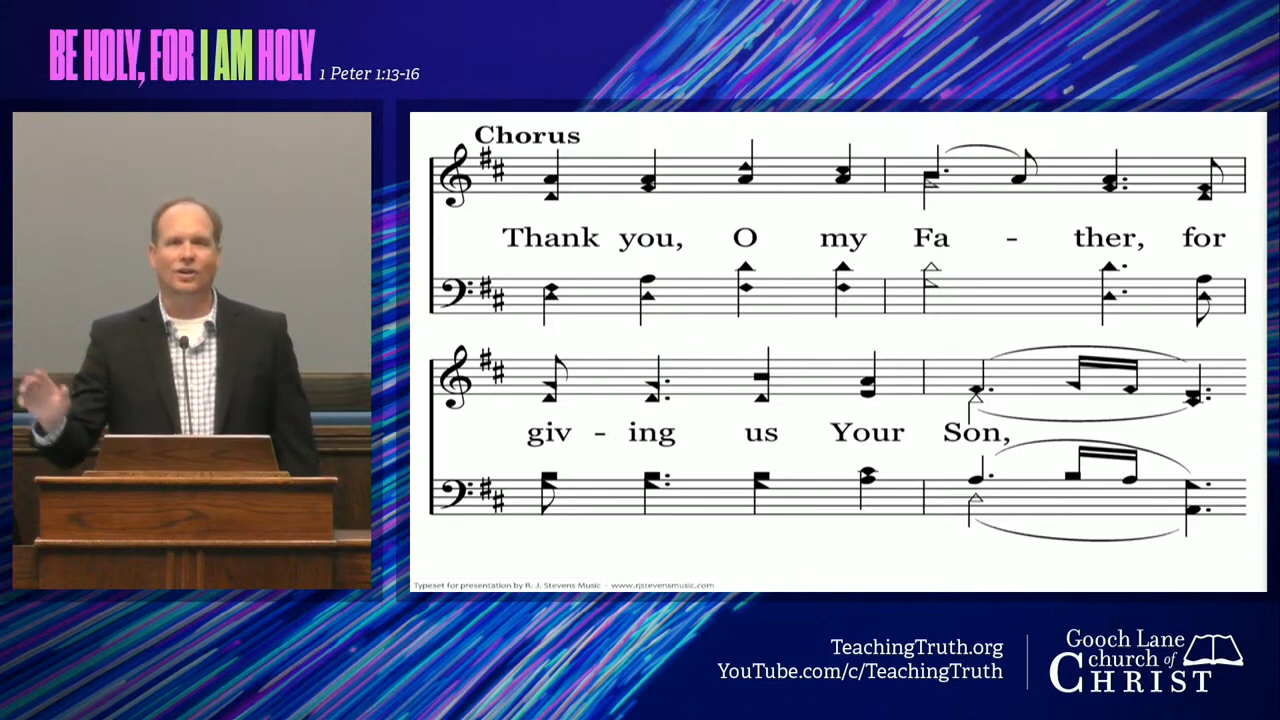 BE HOLY, FOR I AM HOLY 1 Peter 1:13-16
Chorus
Thank you, O my Fa - ther, for
giv - ing us Your Son,
Typeset for presentation by R. J. Stevens Music - www.rjstevensmusic.com
TeachingTruth.org
YouTube.com/c/TeachingTruth
Gooch Lane
church of
CHRIST